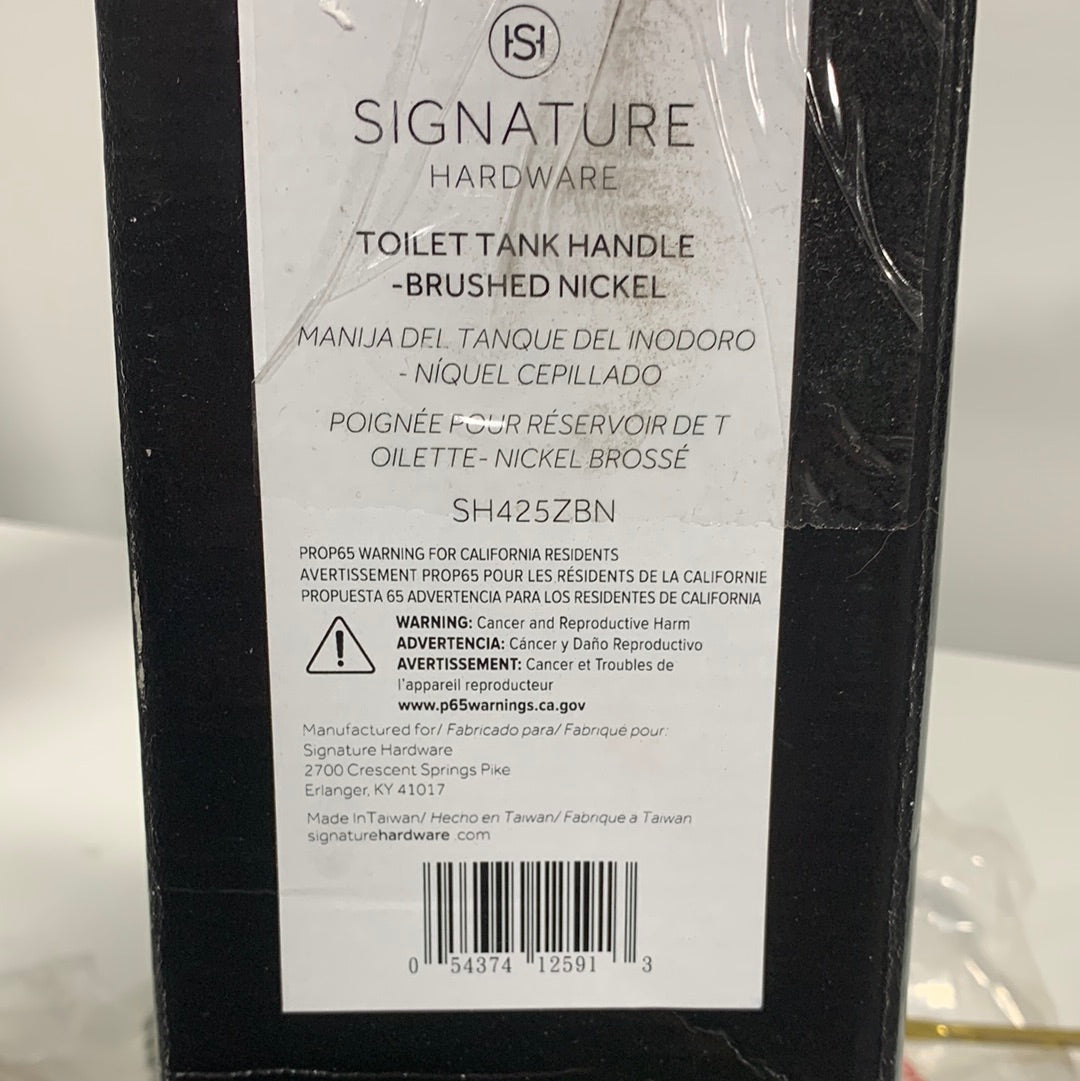 SH
SIGNATURE
HARDWARE
TOILET TANK HANDLE
-BRUSHED NICKEL
MANIJA DEL TANQUE DEL INODORO
- NÍQUEL CEPILLADO
POIGNÉE POUR RÉSERVOIR DE T
OILETTE- NICKEL BROSSÉ
SH425ZBN
PROP65 WARNING FOR CALIFORNIA RESIDENTS
AVERTISSEMENT PROP65 POUR LES RÉSIDENTS DE LA CALIFORNIE
PROPUESTA 65 ADVERTENCIA PARA LOS RESIDENTES DE CALIFORNIA
WARNING: Cancer and Reproductive Harm
ADVERTENCIA: Cáncer y Daño Reproductivo
AVERTISSEMENT: Cancer et Troubles de
l'appareil reproducteur
www.p65warnings.ca.gov
Manufactured for/ Fabricado para/ Fabriqué pour:
Signature Hardware
2700 Crescent Springs Pike
Erlanger, KY 41017
Made In Taiwan/ Hecho en Taiwan/ Fabrique a Taiwan
signaturehardware.com
0 54374 12591 3